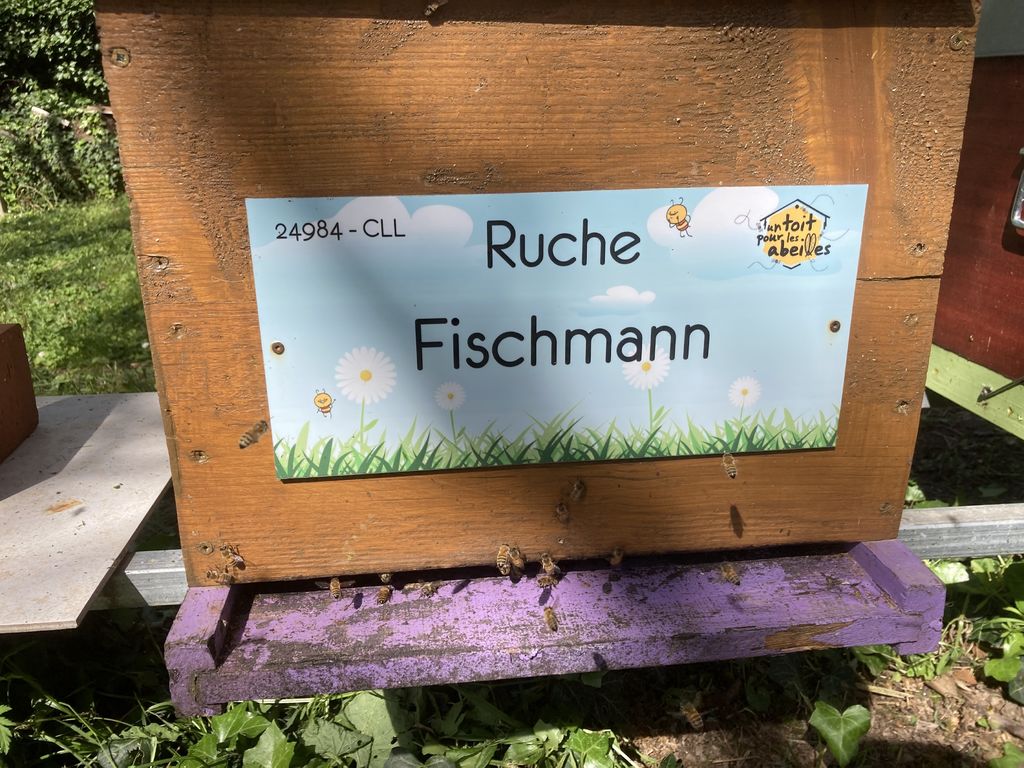 24984 - CLL
Ruche
Fischmann
un toit
pour les
abeilles